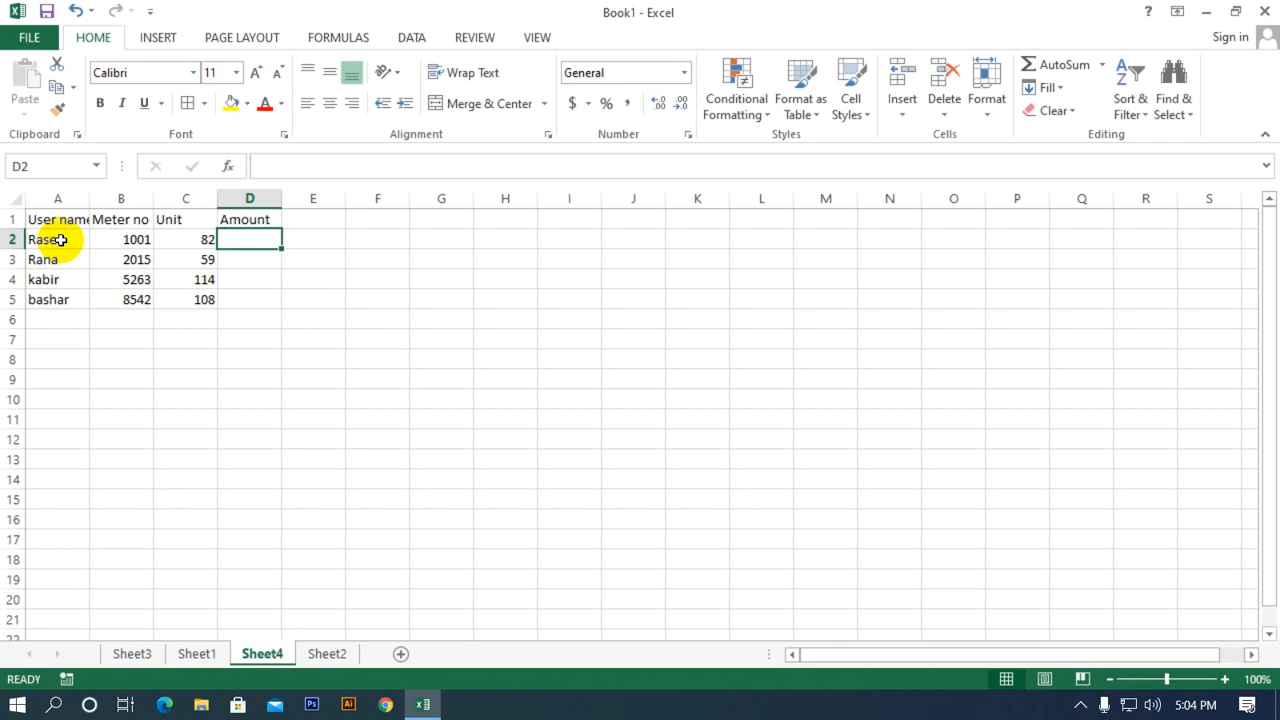 Book1 - Excel
?
FILE HOME INSERT PAGE LAYOUT FORMULAS DATA REVIEW VIEW Sign in
Paste
Calibri 11
B I U A
Wrap Text
Merge & Center
General
$ % ,
Conditional Formatting
Format as Table
Cell Styles
Insert Delete Format
AutoSum
Fill
Clear
Sort & Filter
Find & Select
Clipboard Font Alignment Number Styles Cells Editing
D2 fx
A B C D E F G H I J K L M N O P Q R S
1 User name Meter no Unit Amount
2 1001 82
3 Rana 2015 59
4 kabir 5263 114
5 bashar 8542 108
6
7
8
9
10
11
12
13
14
15
16
17
18
19
20
21
22
Sheet3 Sheet1 Sheet4 Sheet2
READY 100%
Ps Ai 5:04 PM